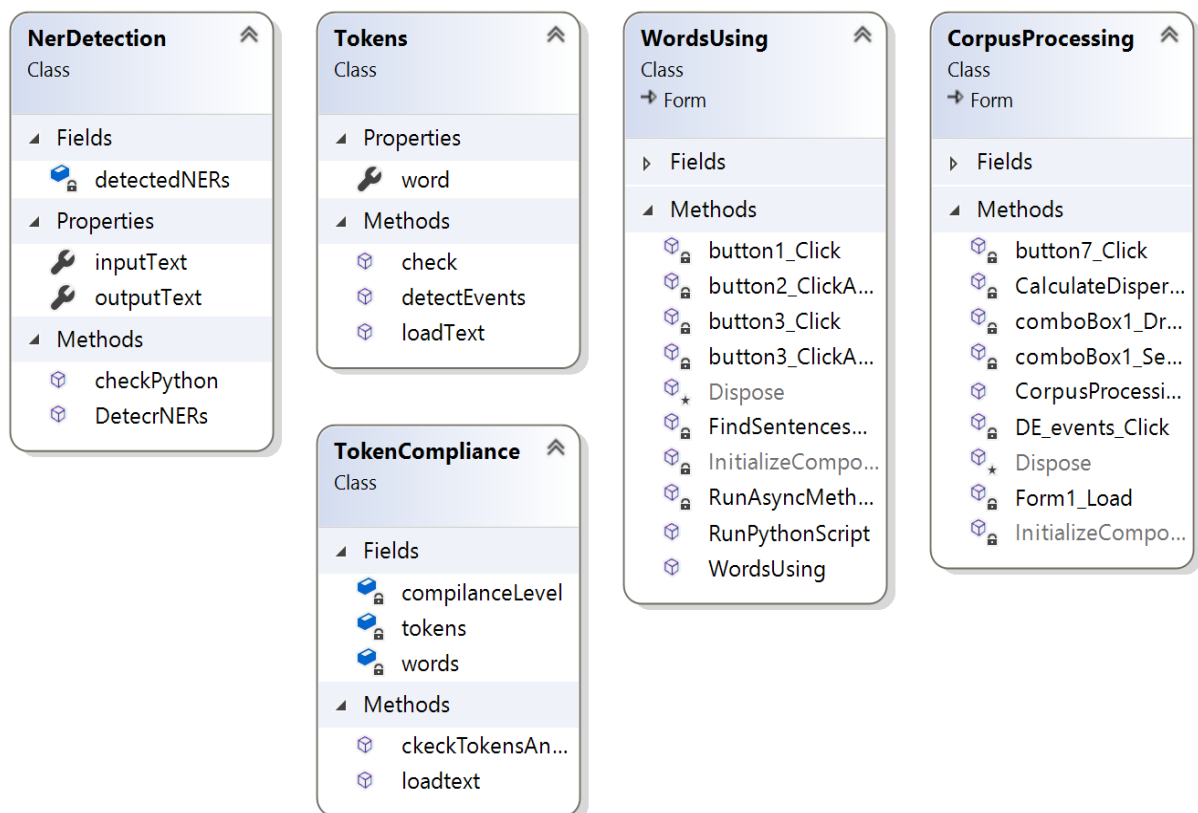 NerDetection
Class
Fields
detectedNERs
Properties
inputText
outputText
Methods
checkPython
DetecrNERs
Tokens
Class
Properties
word
Methods
check
detectEvents
loadText
TokenCompliance
Class
Fields
compilanceLevel
tokens
words
Methods
ckeckTokensAn...
loadtext
WordsUsing
Class
Form
Fields
Methods
button1_Click
button2_ClickA...
button3_Click
button3_ClickA...
Dispose
FindSentences...
InitializeCompo...
RunAsyncMeth...
RunPythonScript
WordsUsing
CorpusProcessing
Class
Form
Fields
Methods
button7_Click
CalculateDisper...
comboBox1_Dr...
comboBox1_Se...
CorpusProcessi...
DE_events_Click
Dispose
Form1_Load
InitializeCompo...